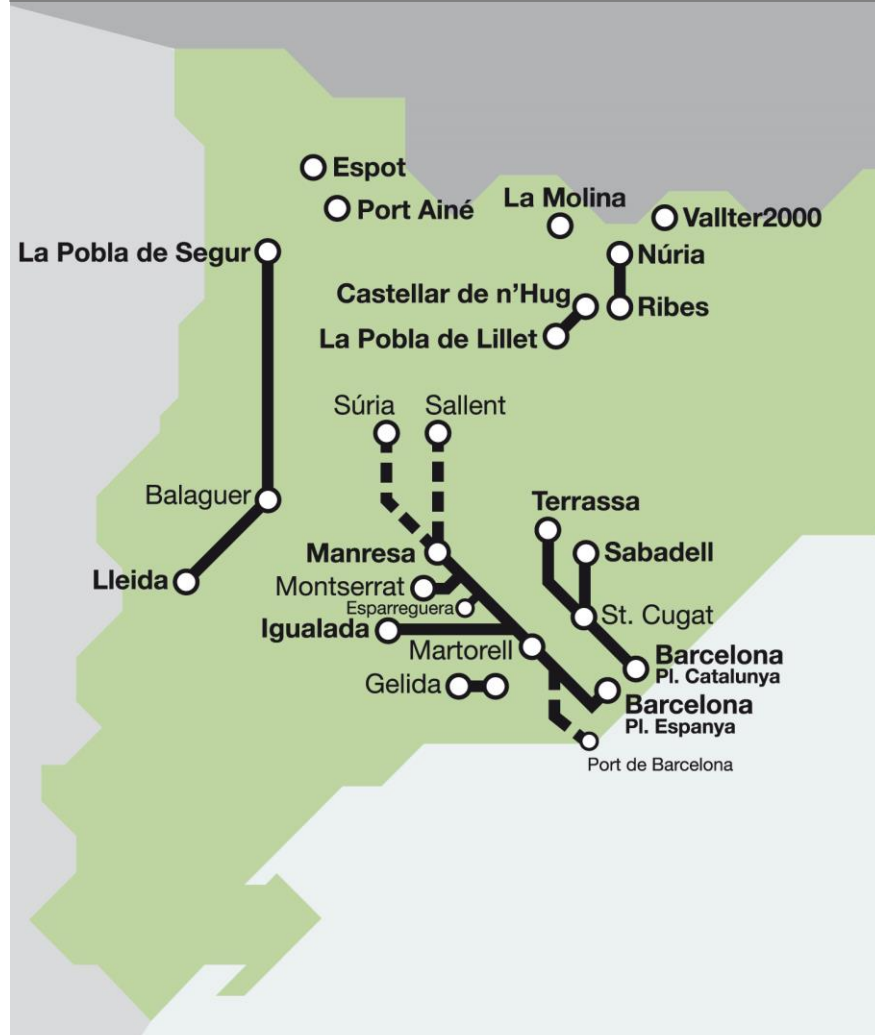 Espot
Port Ainé
La Molina
Vallter2000
La Pobla de Segur
Núria
Castellar de n’Hug
Ribes
La Pobla de Lillet
Súria
Sallent
Balaguer
Terrassa
Manresa
Sabadell
Lleida
Montserrat
Esparreguera
St. Cugat
Igualada
Martorell
Barcelona
Pl. Catalunya
Gelida
Barcelona
Pl. Espanya
Port de Barcelona